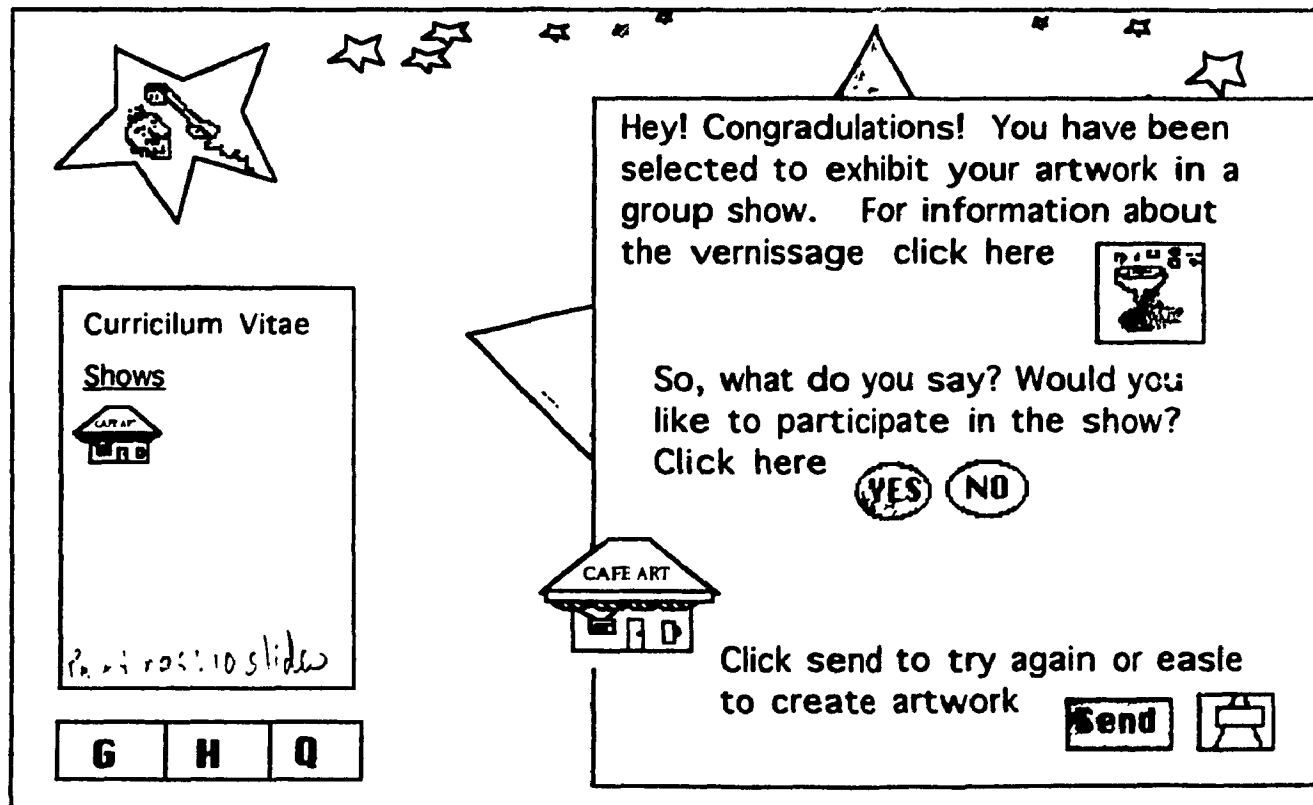 Hey! Congradulations! You have been
selected to exhibit your artwork in a
group show. For information about
the vernissage click here
Curricilum Vitae
Shows
CAFE ART
So, what do you say? Would you
like to participate in the show?
Click here
YES NO
CAFE ART
Click send to try again or easle
to create artwork
Send
10 slides
G H Q